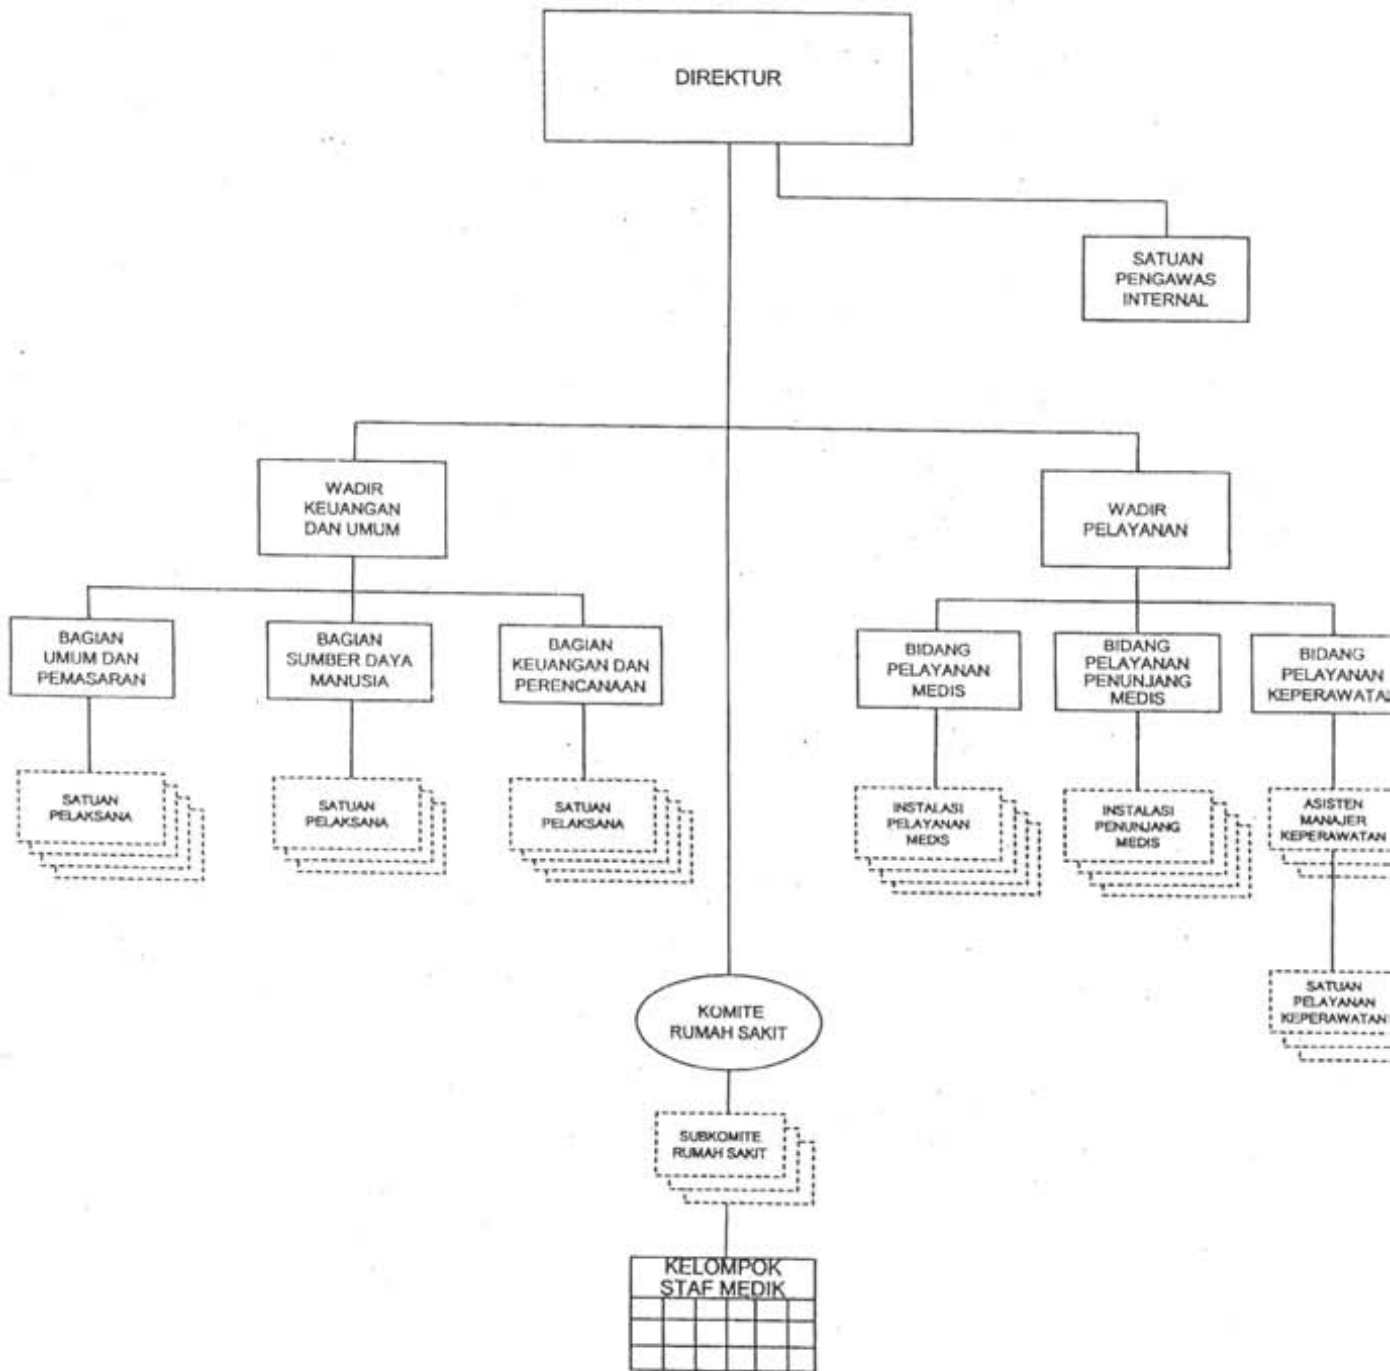 DIREKTUR
SATUAN
PENGAWAS
INTERNAL
WADIR
KEUANGAN
DAN UMUM
WADIR
PELAYANAN
BAGIAN
UMUM DAN
PEMASARAN
BAGIAN
SUMBER DAYA
MANUSIA
BAGIAN
KEUANGAN DAN
PERENCANAAN
BIDANG
PELAYANAN
MEDIS
BIDANG
PELAYANAN
PENUNJANG
MEDIS
BIDANG
PELAYANAN
KEPERAWATA
SATUAN
PELAKSANA
SATUAN
PELAKSANA
SATUAN
PELAKSANA
INSTALASI
PELAYANAN
MEDIS
INSTALASI
PENUNJANG
MEDIS
ASISTEN
MANAJER
KEPERAWATAN
SATUAN
PELAYANAN
KEPERAWATAN
KOMITE
RUMAH SAKIT
SUBKOMITE
RUMAH SAKIT
KELOMPOK
STAF MEDIK